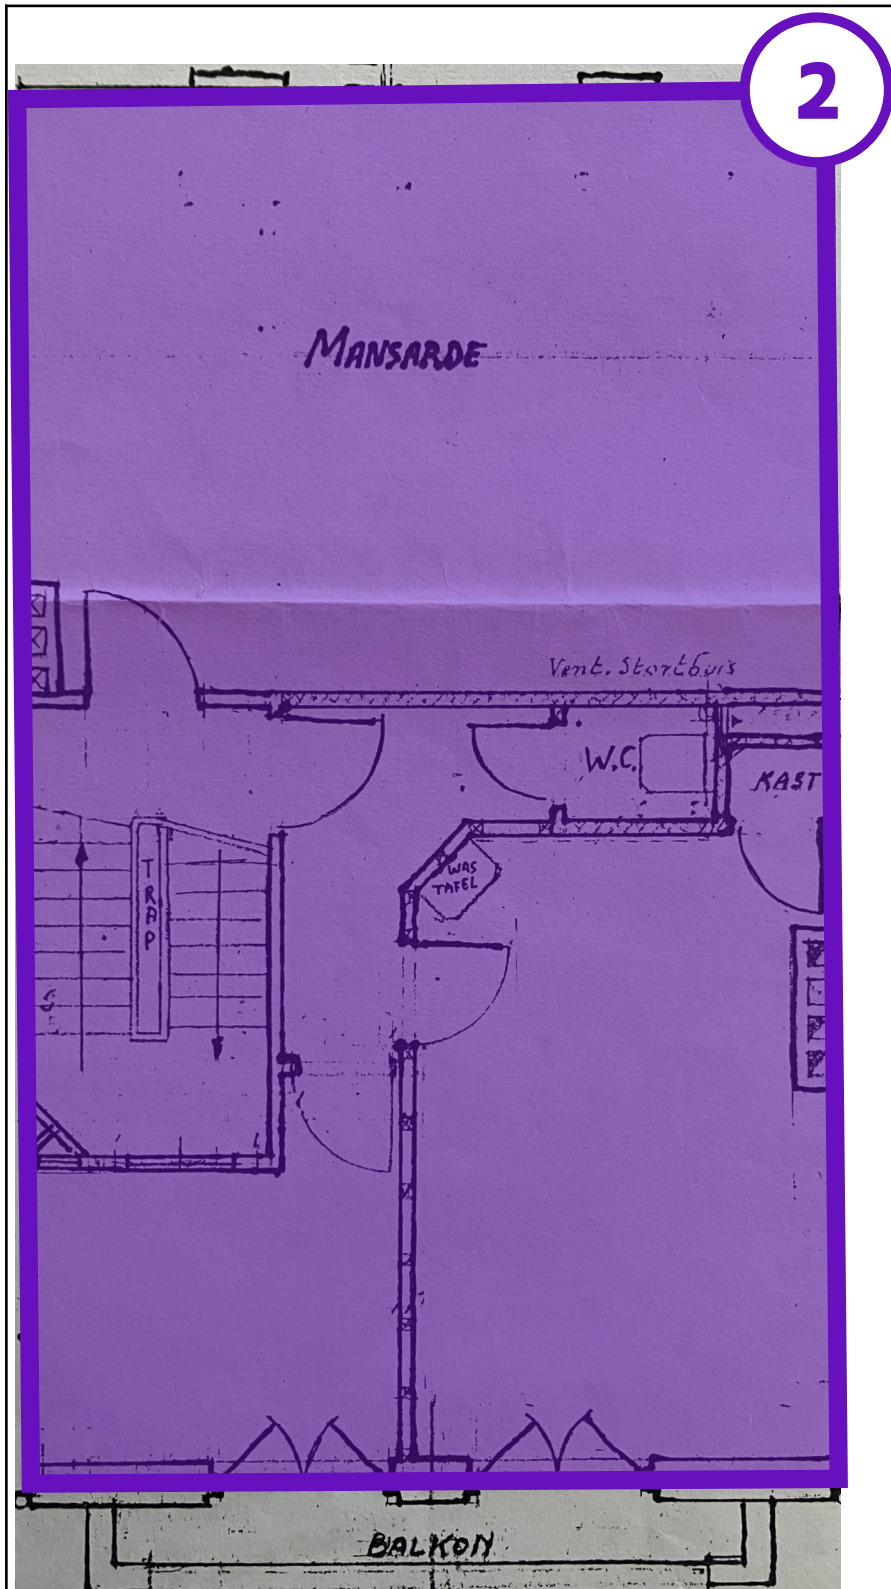 2
MANSARDE
Vent. Stortbuis
W.C.
KAST
WAS
TAFEL
TRAP
BALKON